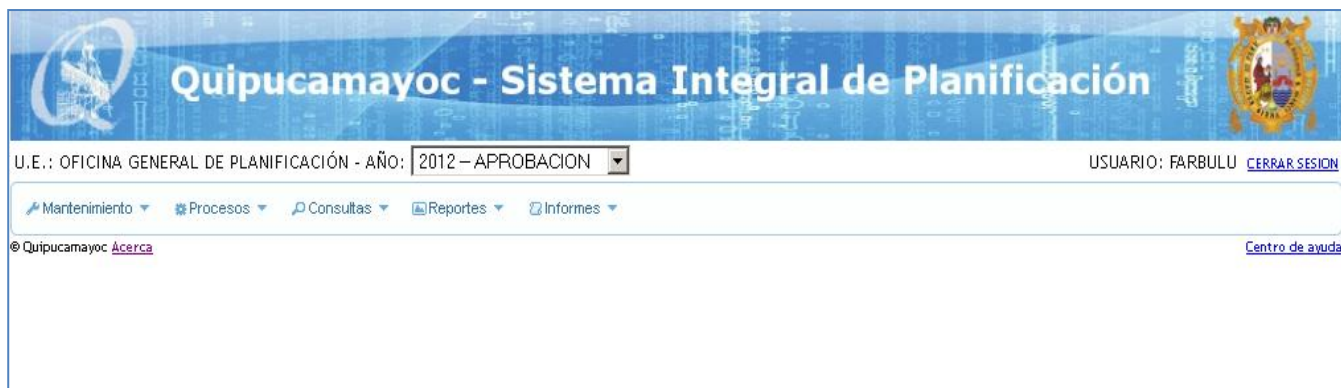 Quipucamayoc - Sistema Integral de Planificación
U.E.: OFICINA GENERAL DE PLANIFICACIÓN - AÑO: 2012 – APROBACION USUARIO: FARBULU CERRAR SESION
Mantenimiento Procesos Consultas Reportes Informes
© Quipucamayoc Acerca Centro de ayuda